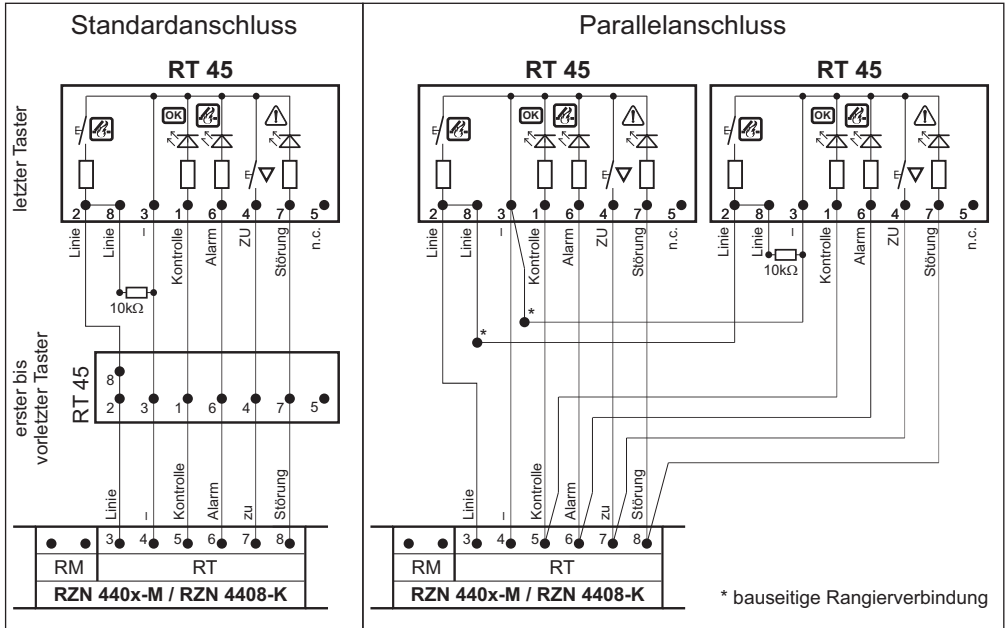 Standardanschluss
RT 45
letzter Taster
OK
E
E
2 8 3 1 6 4 7 5
Linie
Linie
–
Kontrolle
Alarm
ZU
Störung
n.c.
10kΩ
erster bis
vorletzter Taster
RT 45
8
2 3 1 6 4 7 5
Linie
–
Kontrolle
Alarm
zu
Störung
3 4 5 6 7 8
RM RT
RZN 440x-M / RZN 4408-K
Parallelanschluss
RT 45
OK
E
E
2 8 3 1 6 4 7 5
Linie
Linie
–
Kontrolle
Alarm
ZU
Störung
n.c.
RT 45
OK
E
E
2 8 3 1 6 4 7 5
Linie
Linie
–
Kontrolle
Alarm
ZU
Störung
n.c.
10kΩ
*
*
Linie
–
Kontrolle
Alarm
zu
Störung
3 4 5 6 7 8
RM RT
RZN 440x-M / RZN 4408-K
* bauseitige Rangierverbindung